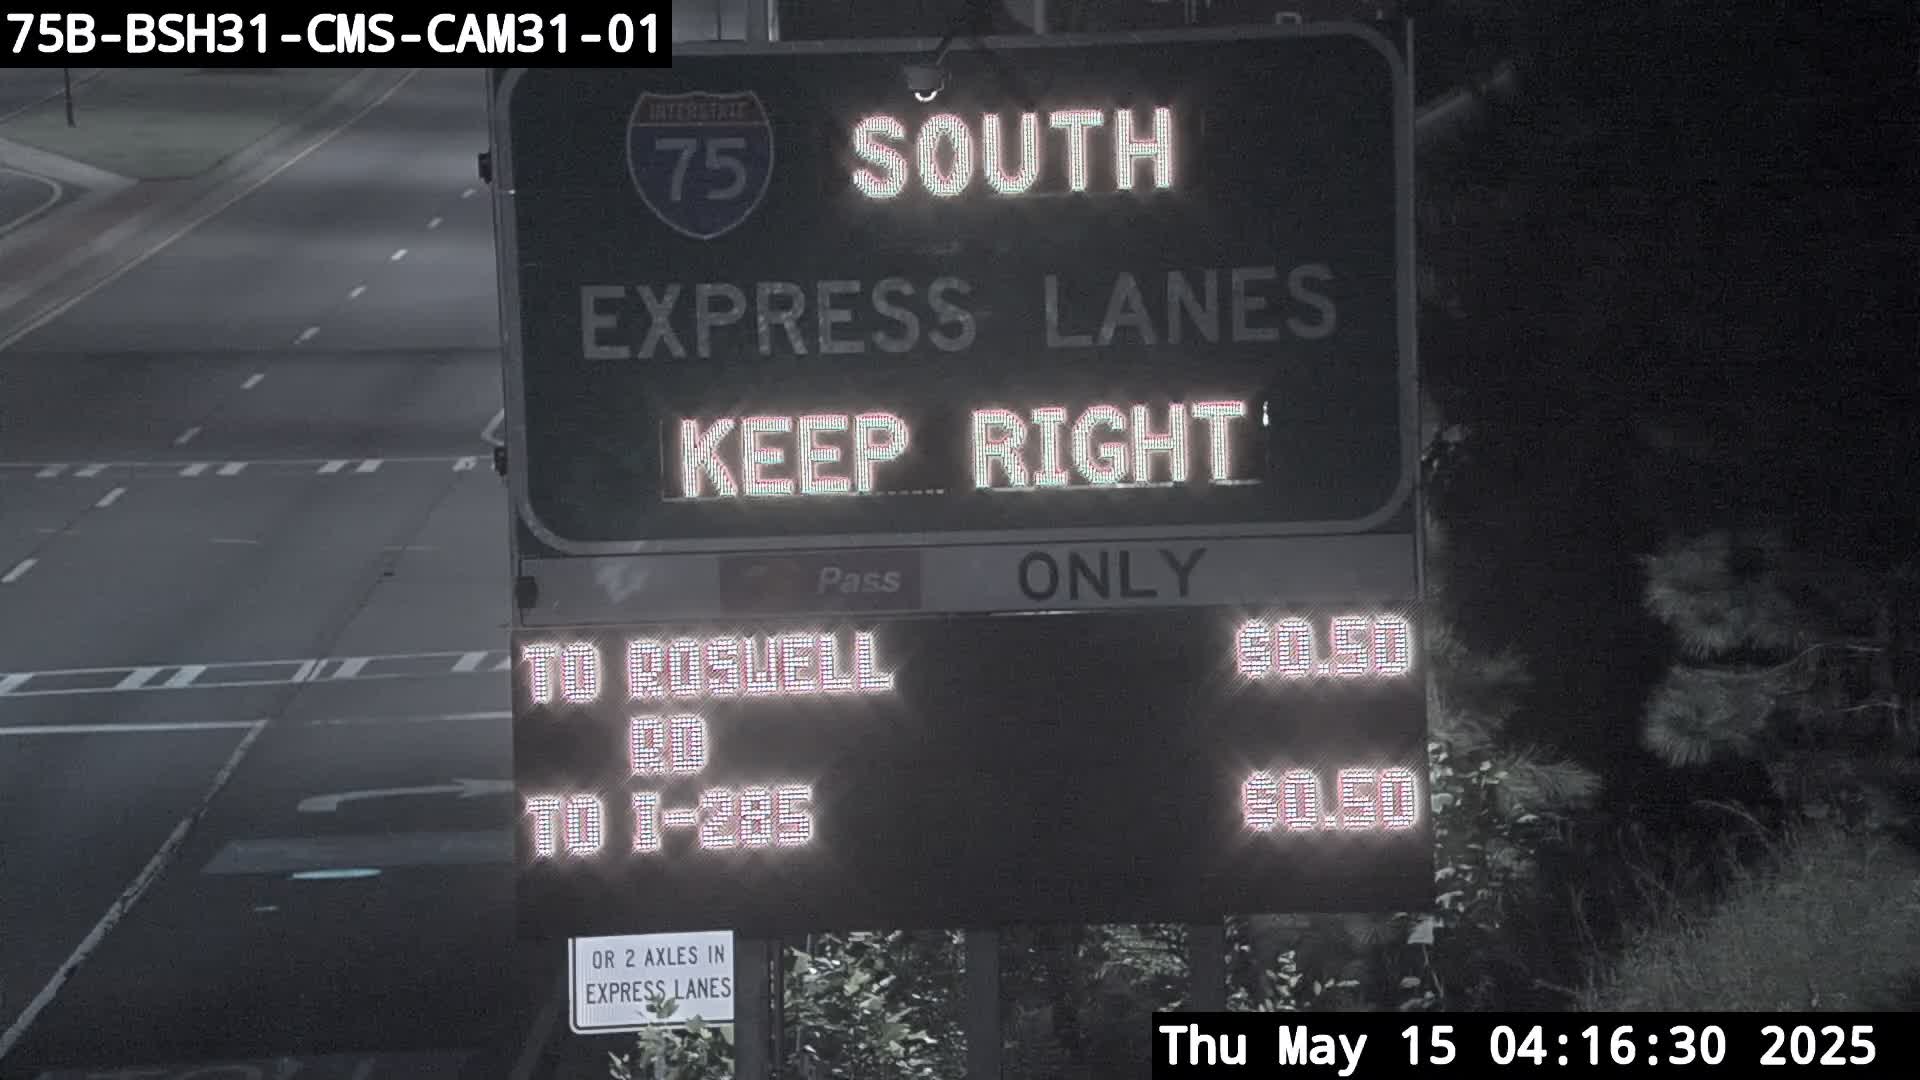 75B-BSH31-CMS-CAM31-01
INTERSTATE
75
SOUTH
EXPRESS LANES
KEEP RIGHT
Pass ONLY
TO ROSWELL $0.50
RD
TO I-285 $0.50
OR 2 AXLES IN
EXPRESS LANES
Thu May 15 04:16:30 2025